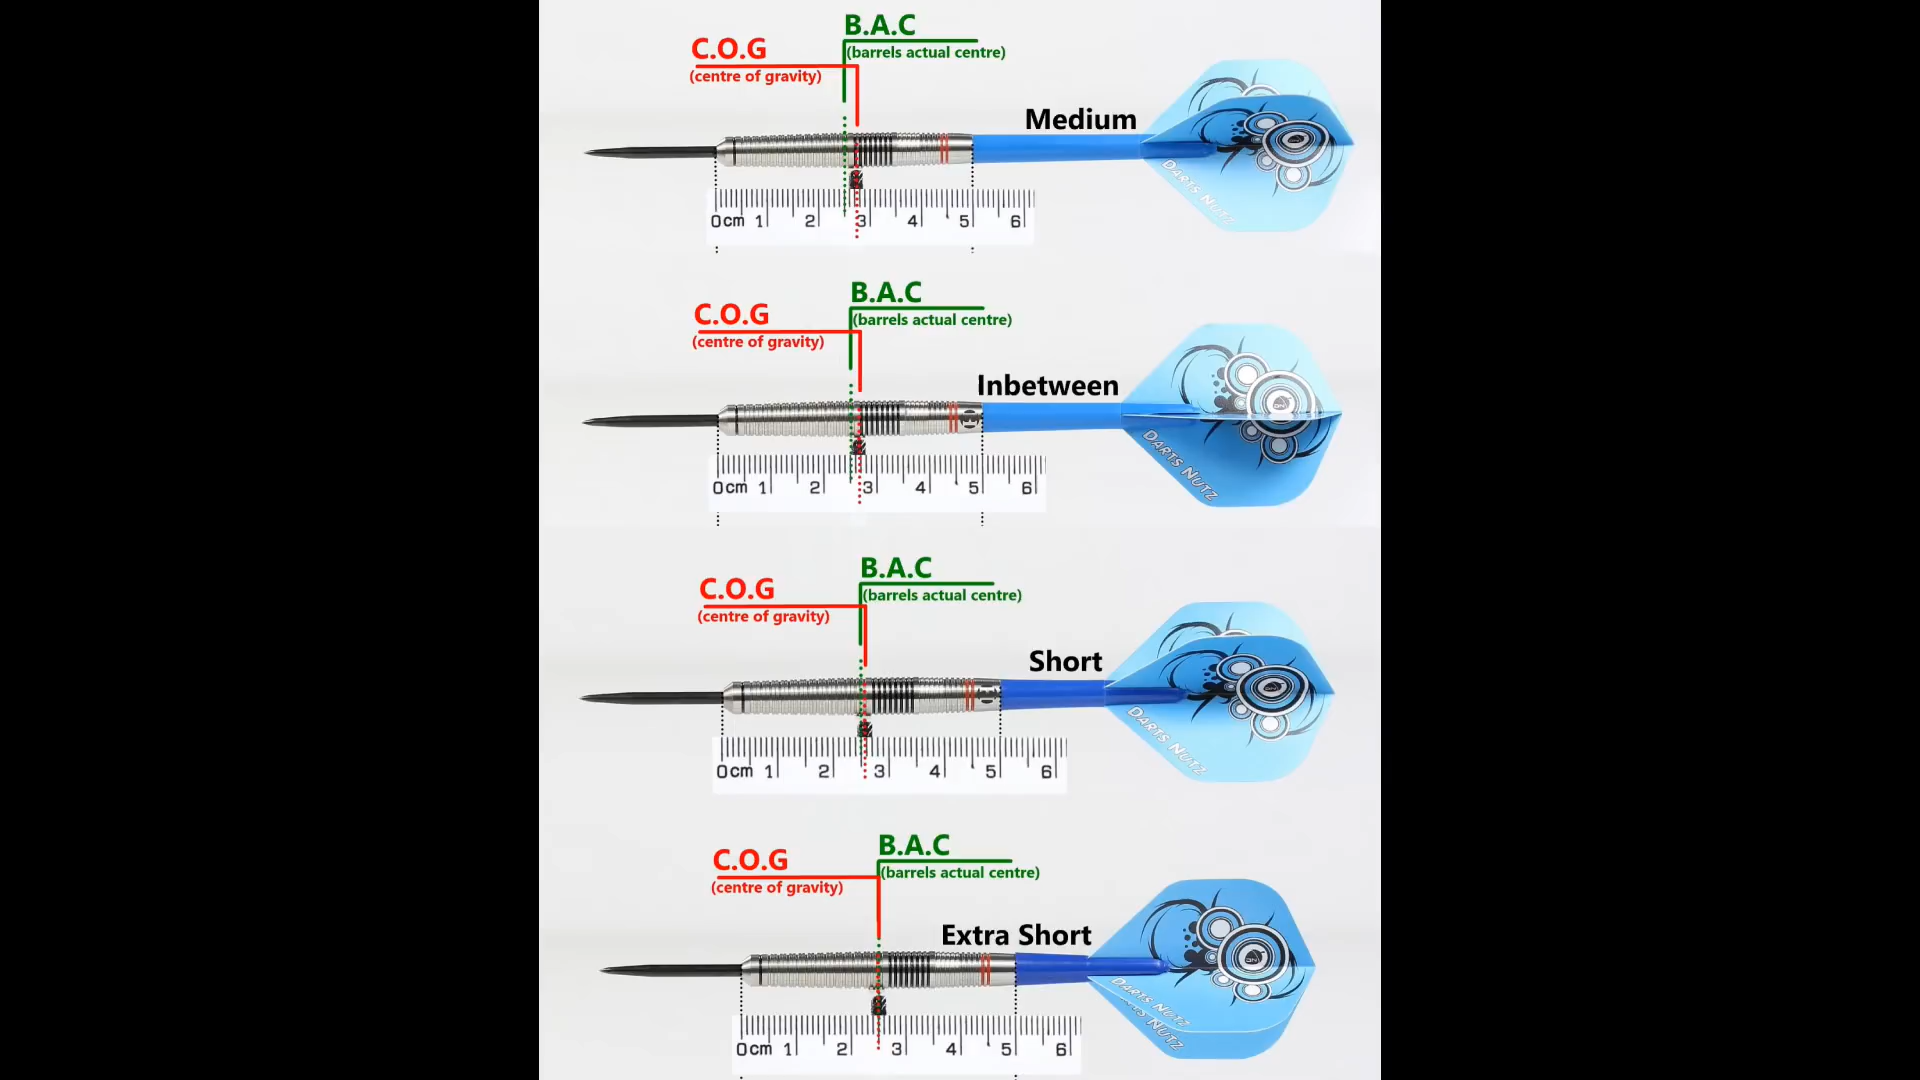 B.A.C
(barrels actual centre)
C.O.G
(centre of gravity)
Medium
DARTS NUTZ
0cm 1 2 3 4 5 6
B.A.C
(barrels actual centre)
C.O.G
(centre of gravity)
Inbetween
DARTS NUTZ
0cm 1 2 3 4 5 6
B.A.C
(barrels actual centre)
C.O.G
(centre of gravity)
Short
DARTS NUTZ
0cm 1 2 3 4 5 6
B.A.C
(barrels actual centre)
C.O.G
(centre of gravity)
Extra Short
DARTS NUTZ
NUTZ
0cm 1 2 3 4 5 6